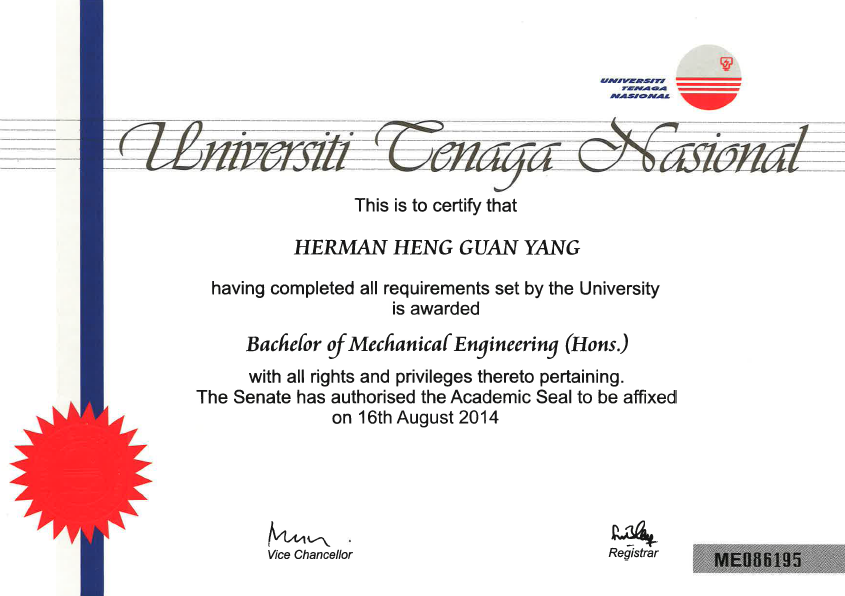 UNIVERSITI
TENAGA
NASIONAL
Universiti Tenaga Nasional
This is to certify that
HERMAN HENG GUAN YANG
having completed all requirements set by the University
is awarded
Bachelor of Mechanical Engineering (Hons.)
with all rights and privileges thereto pertaining.
The Senate has authorised the Academic Seal to be affixed
on 16th August 2014
Vice Chancellor
Registrar
ME086195